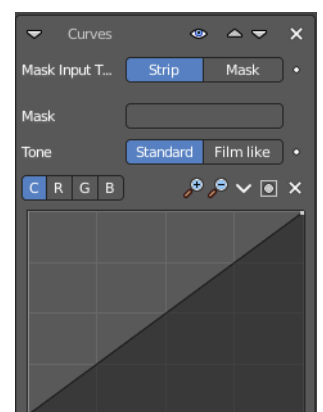 Curves
Mask Input T... Strip Mask
Mask
Tone Standard Film like
C R G B